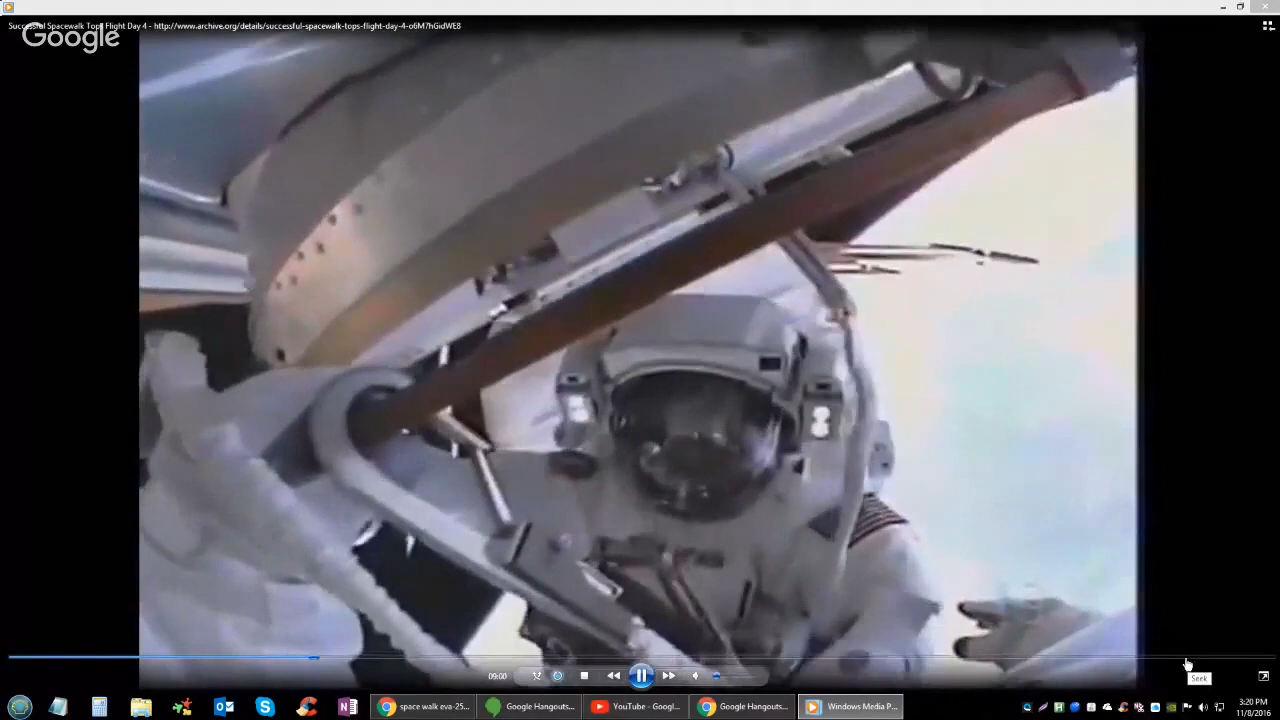 Successful Spacewalk Tops Flight Day 4 - http://www.archive.org/details/successful-spacewalk-tops-flight-day-4-o6M7hGidWE8
Google
09:00
Seek
space walk eva-25...
Google Hangouts...
YouTube - Googl...
Google Hangouts...
Windows Media P...
3:20 PM
11/8/2016